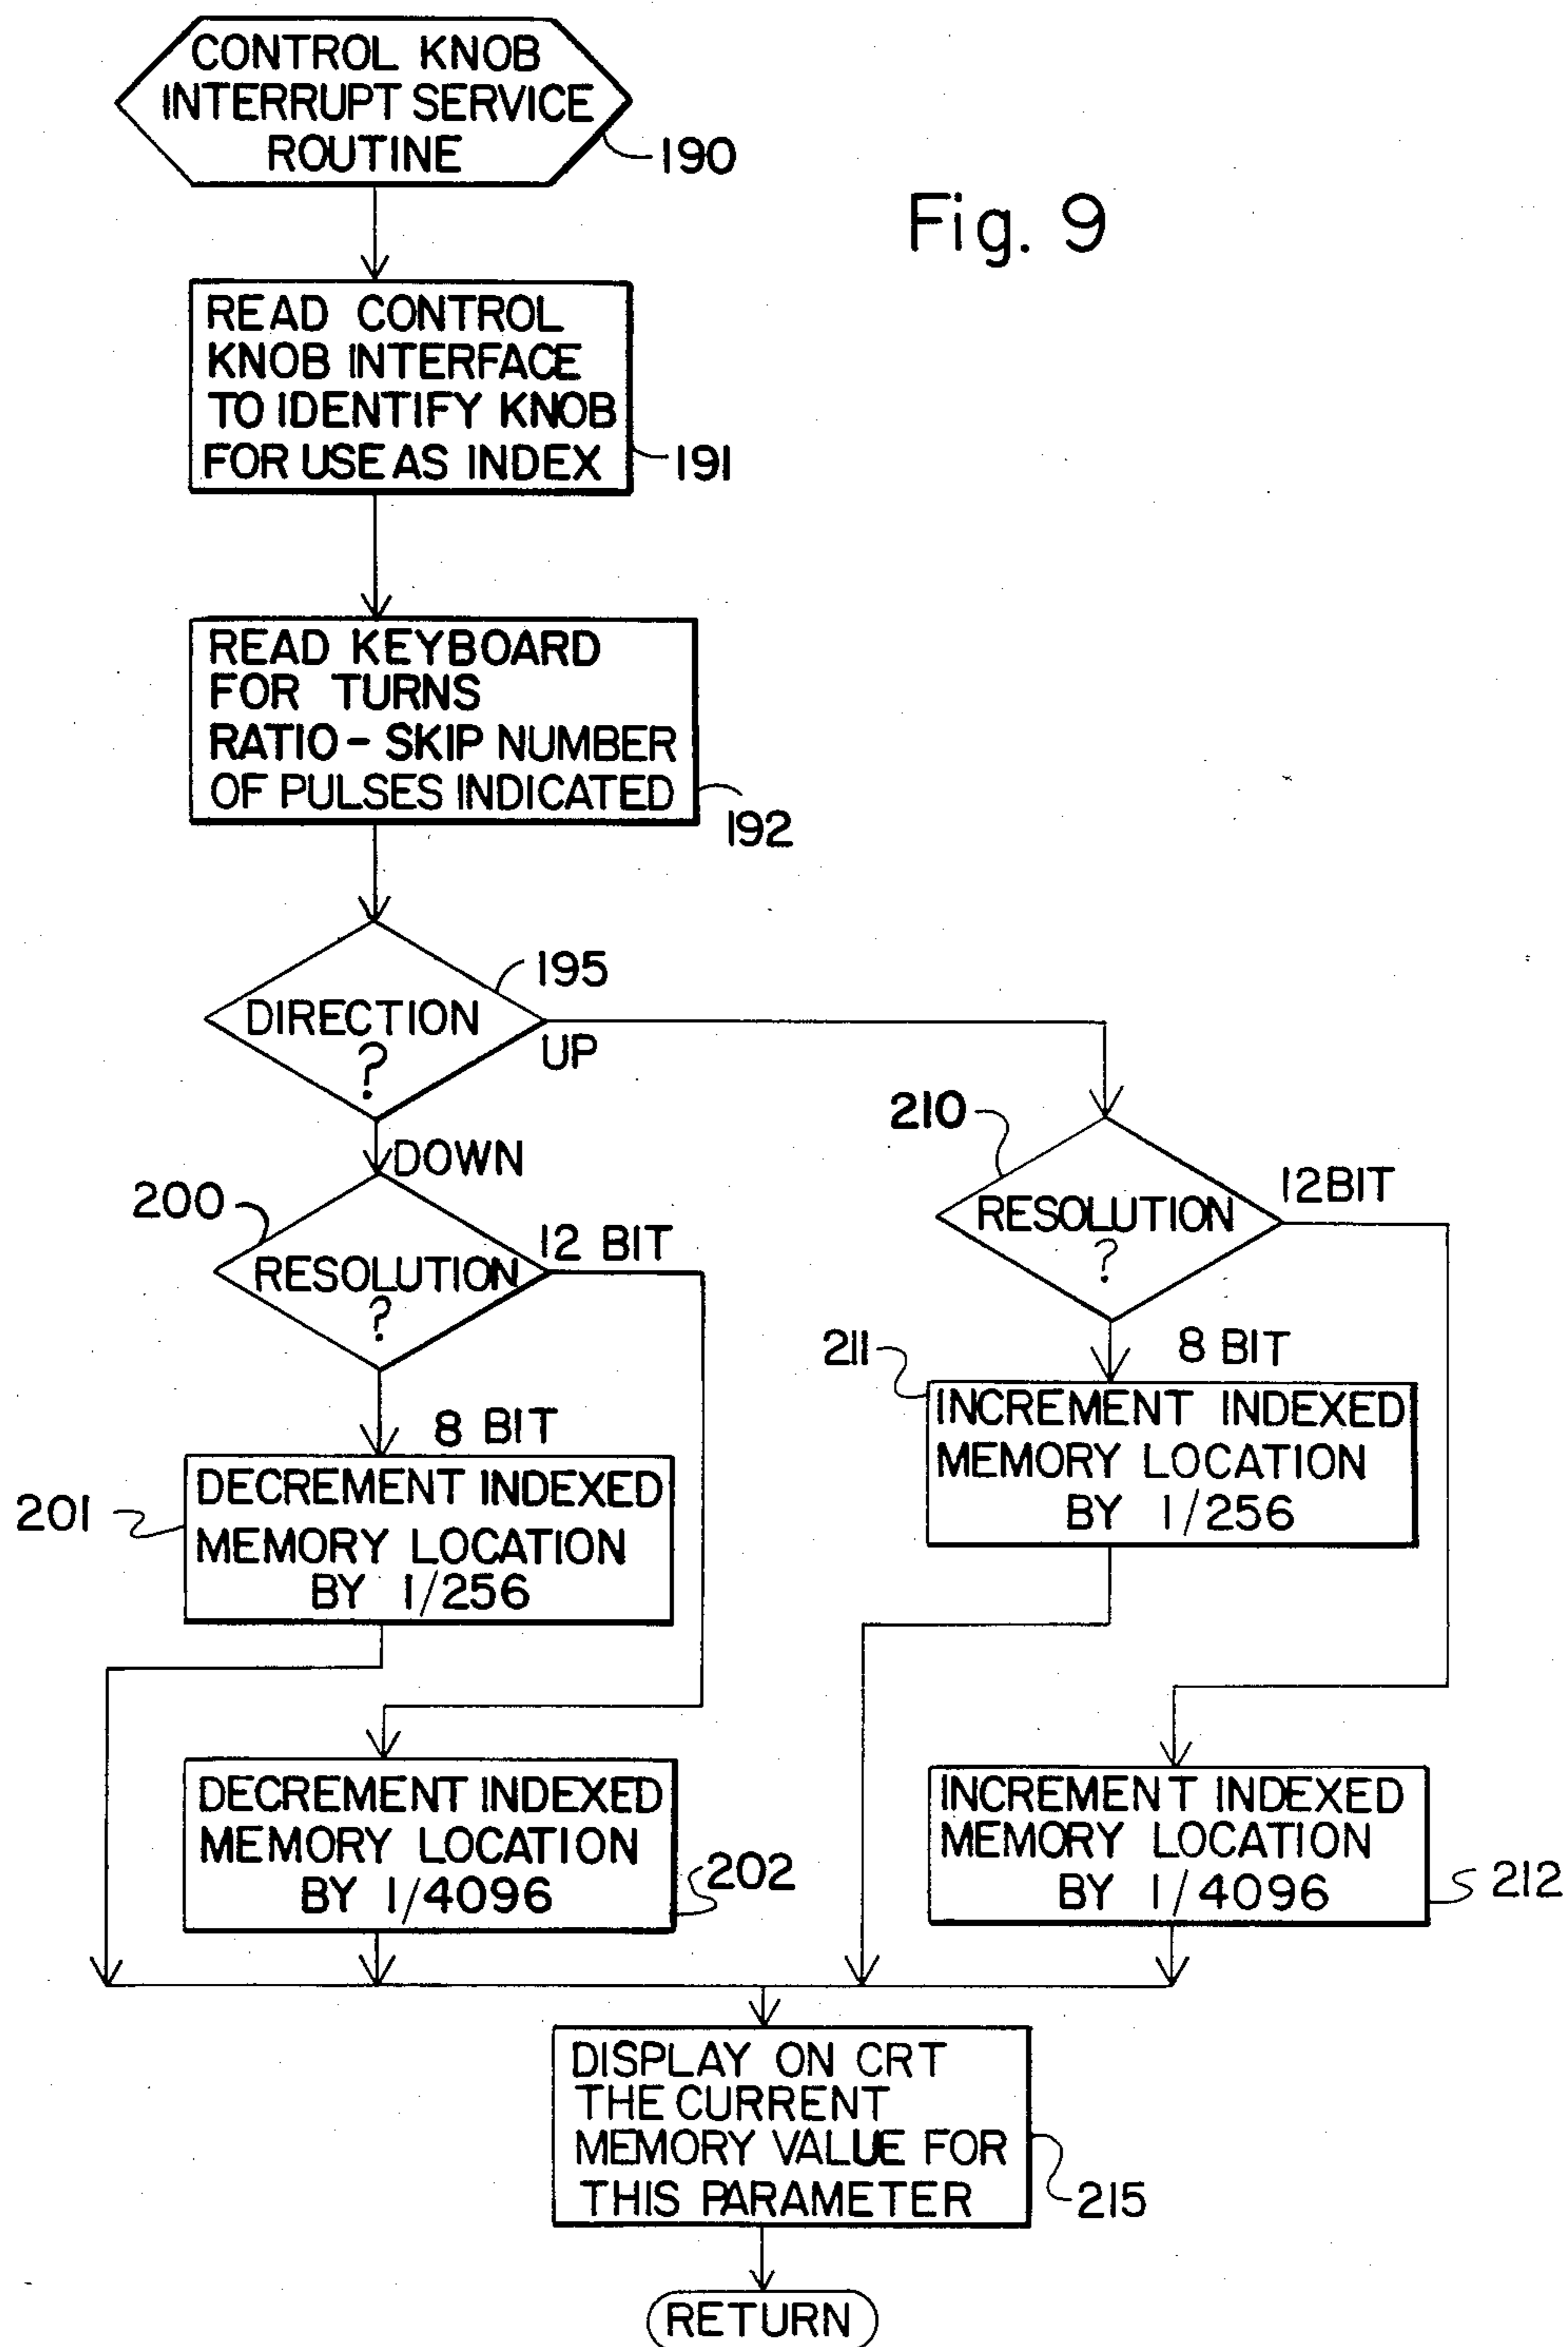 CONTROL KNOB
INTERRUPT SERVICE
ROUTINE
190
Fig. 9
READ CONTROL
KNOB INTERFACE
TO IDENTIFY KNOB
FOR USE AS INDEX
191
READ KEYBOARD
FOR TURNS
RATIO - SKIP NUMBER
OF PULSES INDICATED
192
195
DIRECTION
?
UP
DOWN
200
RESOLUTION
?
12 BIT
8 BIT
201
DECREMENT INDEXED
MEMORY LOCATION
BY 1/256
DECREMENT INDEXED
MEMORY LOCATION
BY 1/4096
202
210
RESOLUTION
?
12BIT
8 BIT
211
INCREMENT INDEXED
MEMORY LOCATION
BY 1/256
INCREMENT INDEXED
MEMORY LOCATION
BY 1/4096
212
DISPLAY ON CRT
THE CURRENT
MEMORY VALUE FOR
THIS PARAMETER
215
RETURN